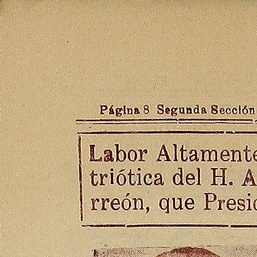 Página 8 Segunda Sección
Labor Altamente
triótica del H. A
rreón, que Presid